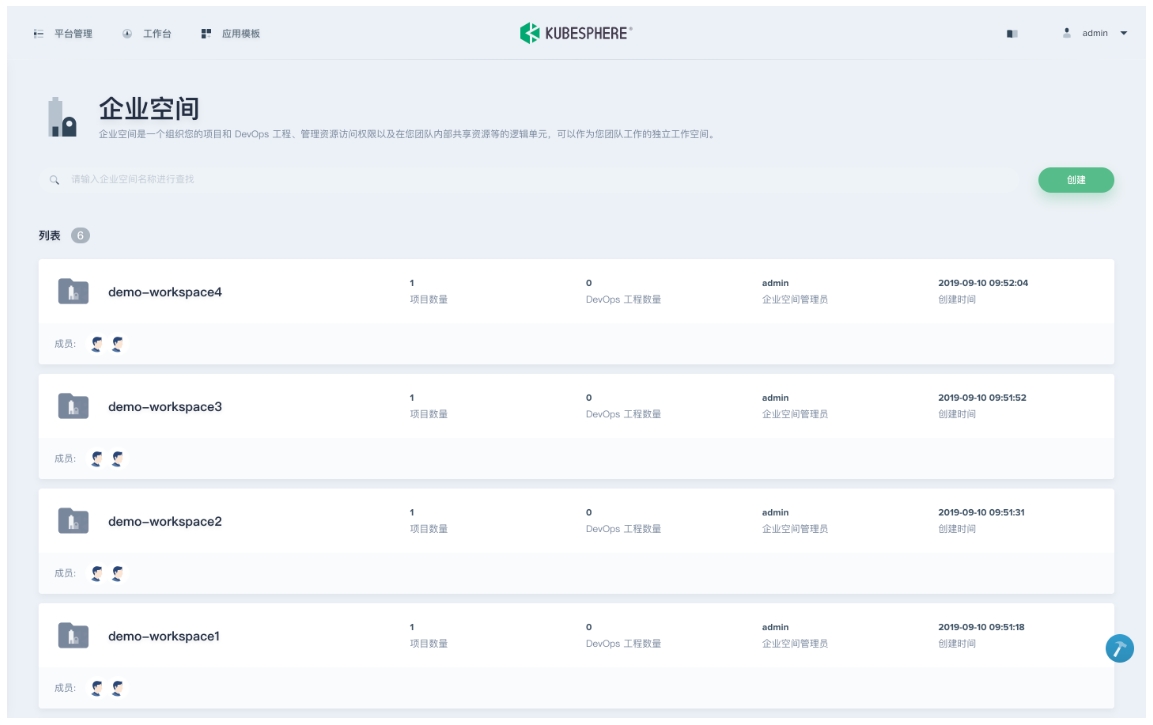 平台管理 工作台 应用模板 KUBESPHERE® admin
企业空间
企业空间是一个组织您的项目和 DevOps 工程、管理资源访问权限以及在您团队内部共享资源等的逻辑单元，可以作为您团队工作的独立工作空间。
请输入企业空间名称进行查找 创建
列表 6
demo-workspace4 1 0 admin 2019-09-10 09:52:04
项目数量 DevOps 工程数量 企业空间管理员 创建时间
成员:
demo-workspace3 1 0 admin 2019-09-10 09:51:52
项目数量 DevOps 工程数量 企业空间管理员 创建时间
成员:
demo-workspace2 1 0 admin 2019-09-10 09:51:31
项目数量 DevOps 工程数量 企业空间管理员 创建时间
成员:
demo-workspace1 1 0 admin 2019-09-10 09:51:18
项目数量 DevOps 工程数量 企业空间管理员 创建时间
成员: